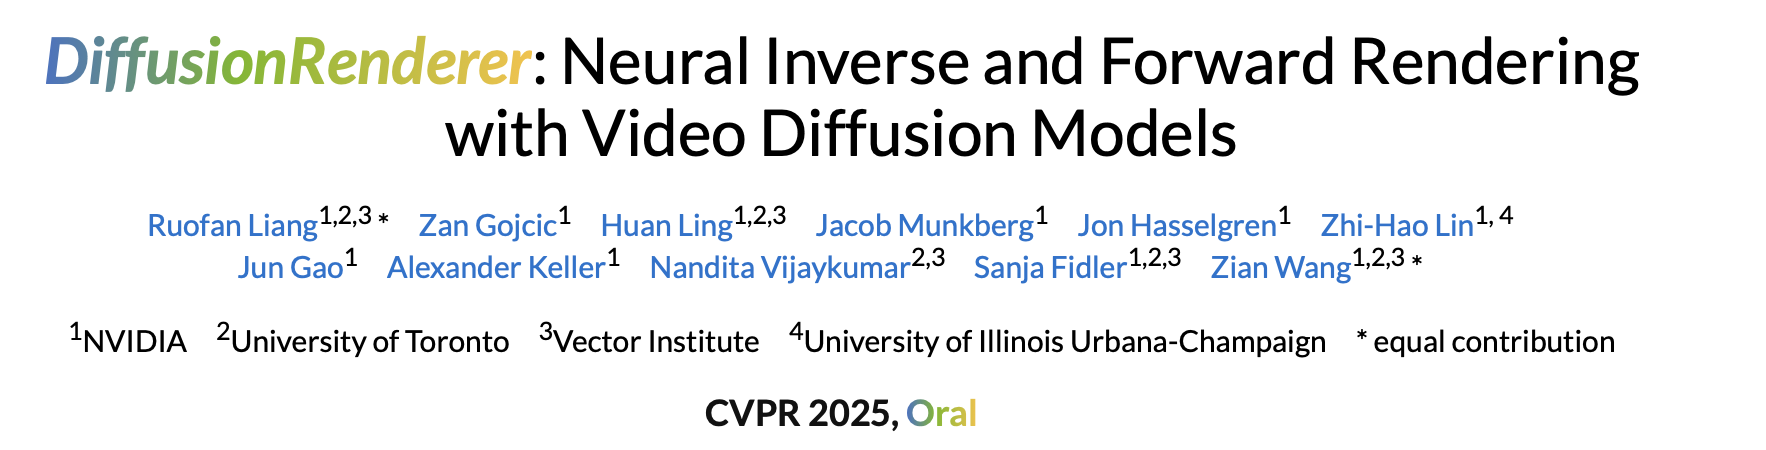 DiffusionRenderer: Neural Inverse and Forward Rendering
with Video Diffusion Models
Ruofan Liang1,2,3 * Zan Gojcic1 Huan Ling1,2,3 Jacob Munkberg1 Jon Hasselgren1 Zhi-Hao Lin1, 4
Jun Gao1 Alexander Keller1 Nandita Vijaykumar2,3 Sanja Fidler1,2,3 Zian Wang1,2,3 *
1NVIDIA 2University of Toronto 3Vector Institute 4University of Illinois Urbana-Champaign * equal contribution
CVPR 2025, Oral